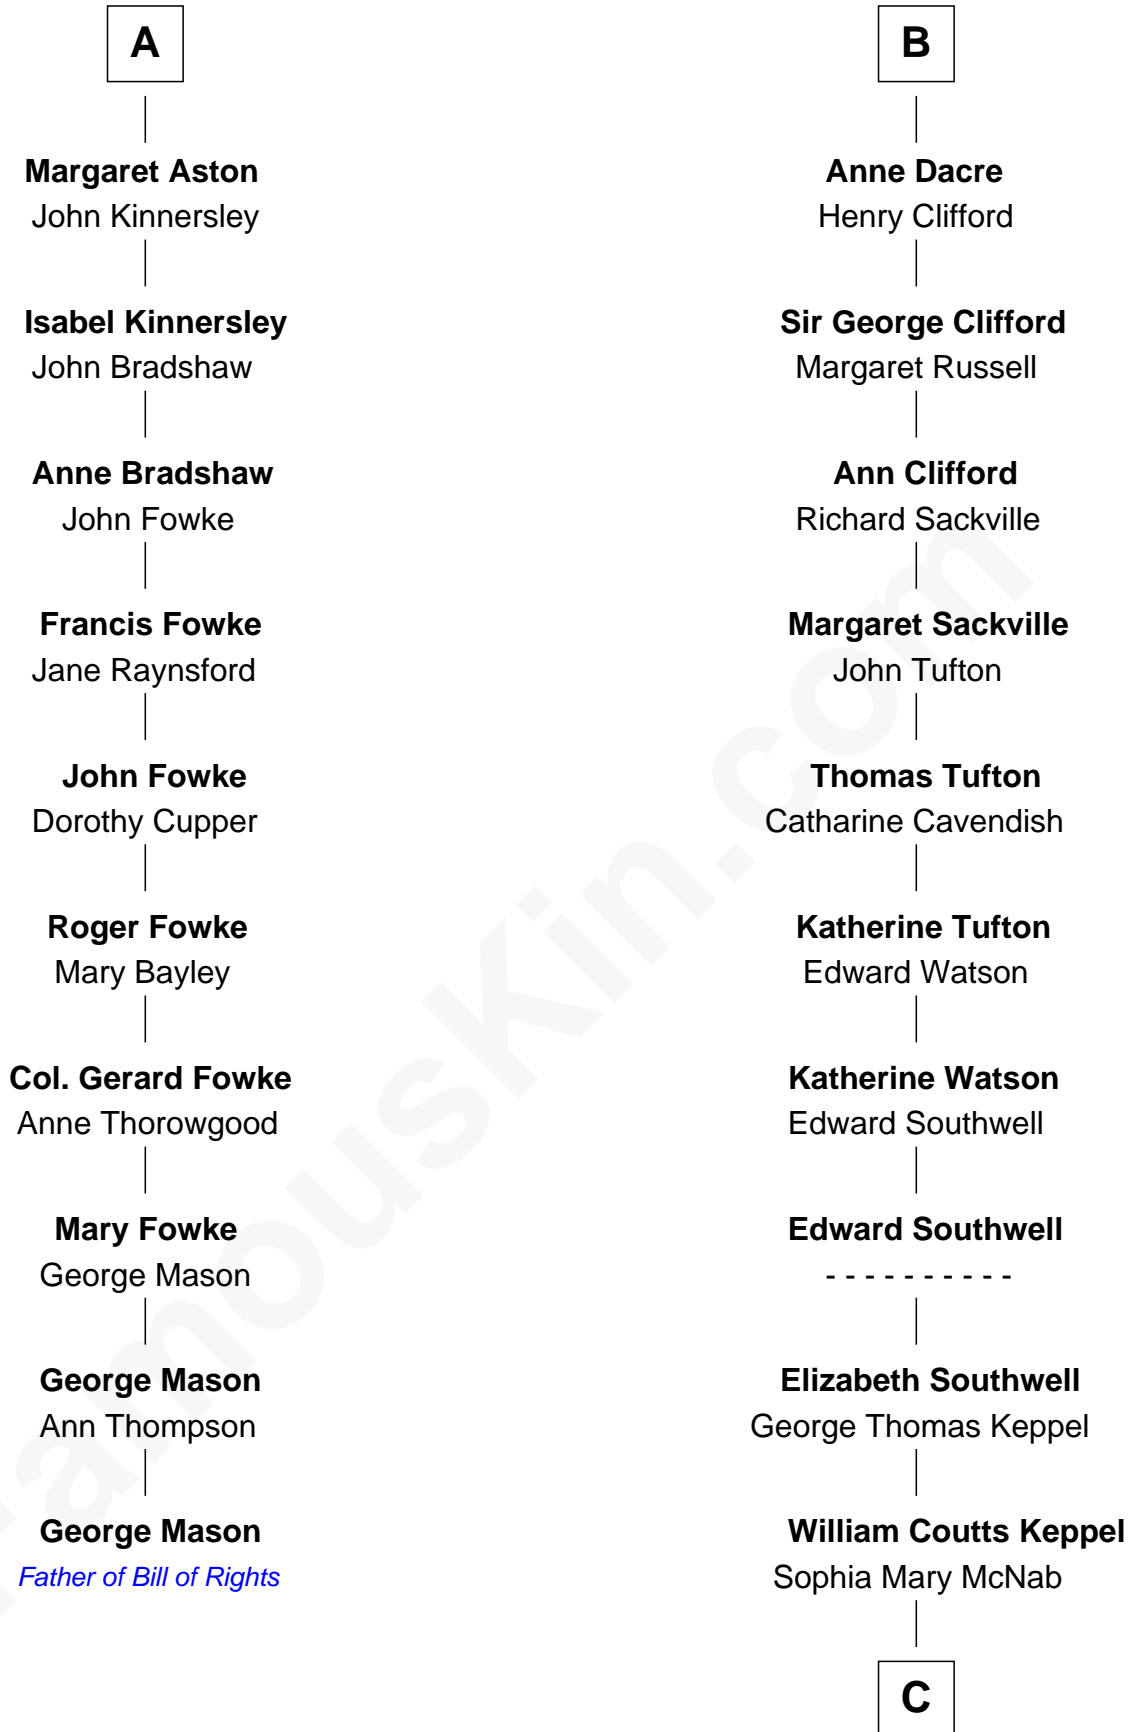 A
Margaret Aston
John Kinnersley
Isabel Kinnersley
John Bradshaw
Anne Bradshaw
John Fowke
Francis Fowke
Jane Raynsford
John Fowke
Dorothy Cupper
Roger Fowke
Mary Bayley
Col. Gerard Fowke
Anne Thorowgood
Mary Fowke
George Mason
George Mason
Ann Thompson
George Mason
Father of Bill of Rights
B
Anne Dacre
Henry Clifford
Sir George Clifford
Margaret Russell
Ann Clifford
Richard Sackville
Margaret Sackville
John Tufton
Thomas Tufton
Catharine Cavendish
Katherine Tufton
Edward Watson
Katherine Watson
Edward Southwell
Edward Southwell
- - - - - - - - - -
Elizabeth Southwell
George Thomas Keppel
William Coutts Keppel
Sophia Mary McNab
C
FamousKin.com